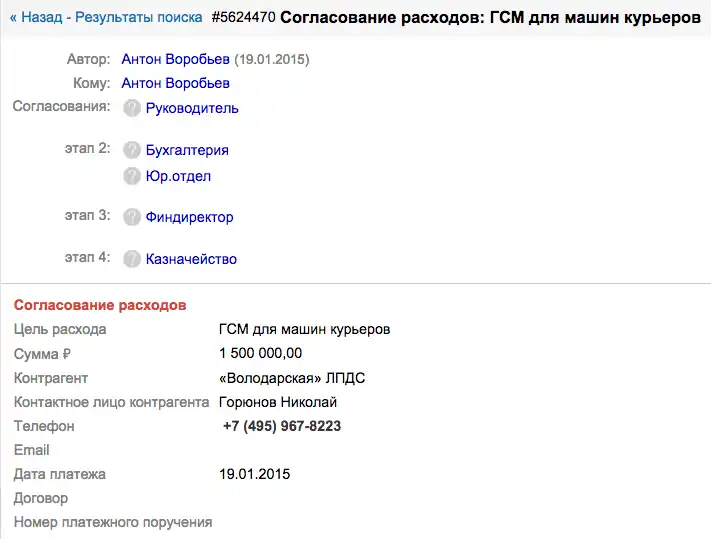 « Назад - Результаты поиска #5624470 Согласование расходов: ГСМ для машин курьеров
Автор: Антон Воробьев (19.01.2015)
Кому: Антон Воробьев
Согласования: ? Руководитель
этап 2: ? Бухгалтерия
? Юр.отдел
этап 3: ? Финдиректор
этап 4: ? Казначейство
Согласование расходов
Цель расхода ГСМ для машин курьеров
Сумма ₽ 1 500 000,00
Контрагент «Володарская» ЛПДС
Контактное лицо контрагента Горюнов Николай
Телефон +7 (495) 967-8223
Email
Дата платежа 19.01.2015
Договор
Номер платежного поручения